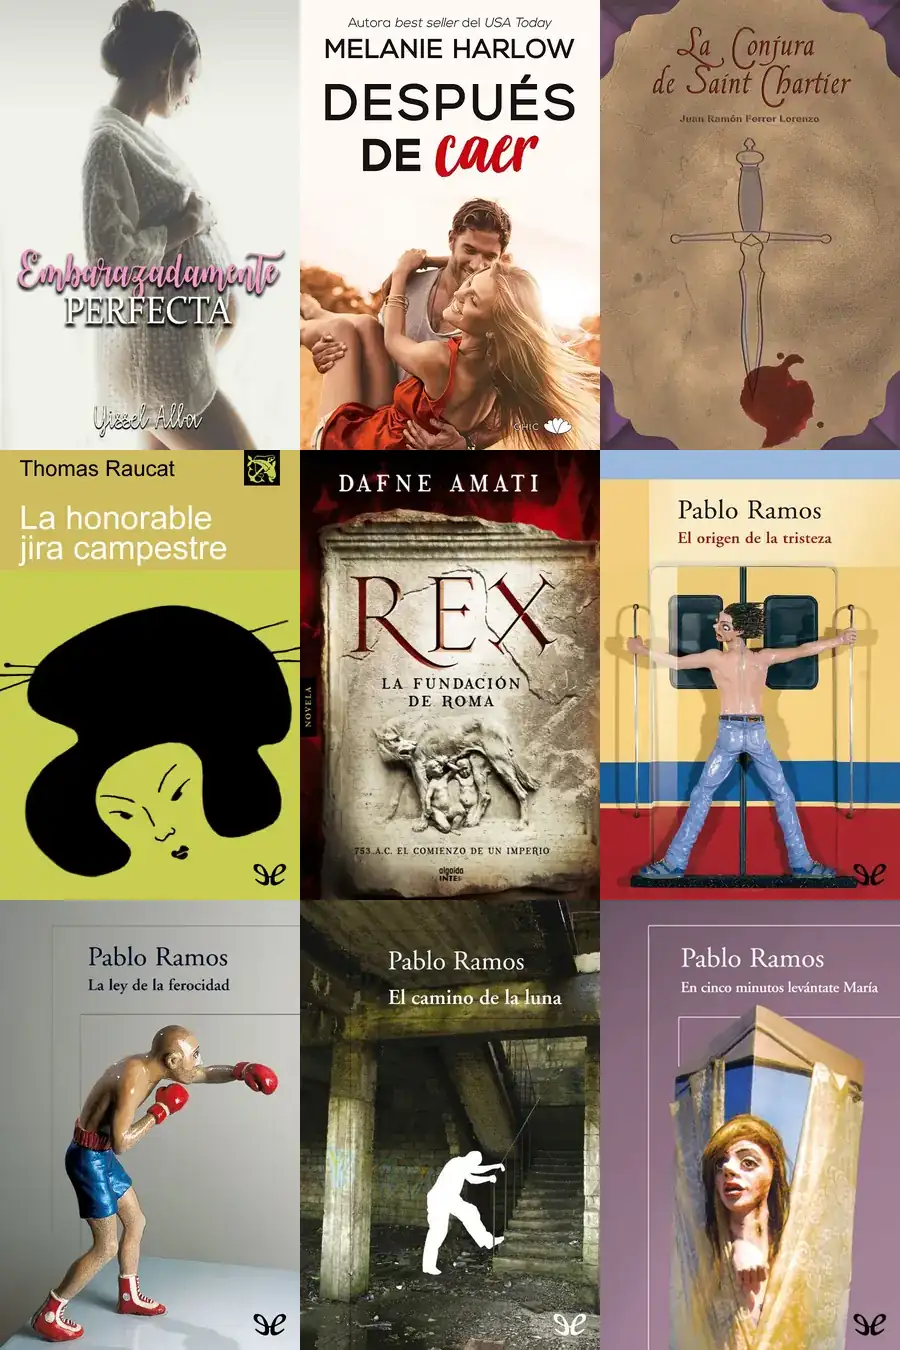 Embarazadamente
PERFECTA
Yissel Alba
Autora best seller del USA Today
MELANIE HARLOW
DESPUÉS
DE caer
CHIC
La Conjura
de Saint Chartier
Juan Ramón Ferrer Lorenzo
Thomas Raucat
La honorable
jira campestre
DAFNE AMATI
REX
LA FUNDACIÓN
DE ROMA
NOVELA
753 A.C. EL COMIENZO DE UN IMPERIO
algaida
INTER
Pablo Ramos
El origen de la tristeza
Pablo Ramos
La ley de la ferocidad
Pablo Ramos
El camino de la luna
Pablo Ramos
En cinco minutos levántate María